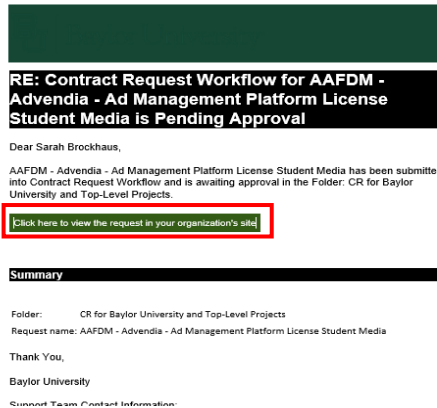 RE: Contract Request Workflow for AAFDM -
Advendia - Ad Management Platform License
Student Media is Pending Approval
Dear Sarah Brockhaus,
AAFDM - Advendia - Ad Management Platform License Student Media has been submitte
into Contract Request Workflow and is awaiting approval in the Folder: CR for Baylor
University and Top-Level Projects.
Click here to view the request in your organization's site
Summary
Folder: CR for Baylor University and Top-Level Projects
Request name: AAFDM - Advendia - Ad Management Platform License Student Media
Thank You,
Baylor University
Support Team Contact Information: